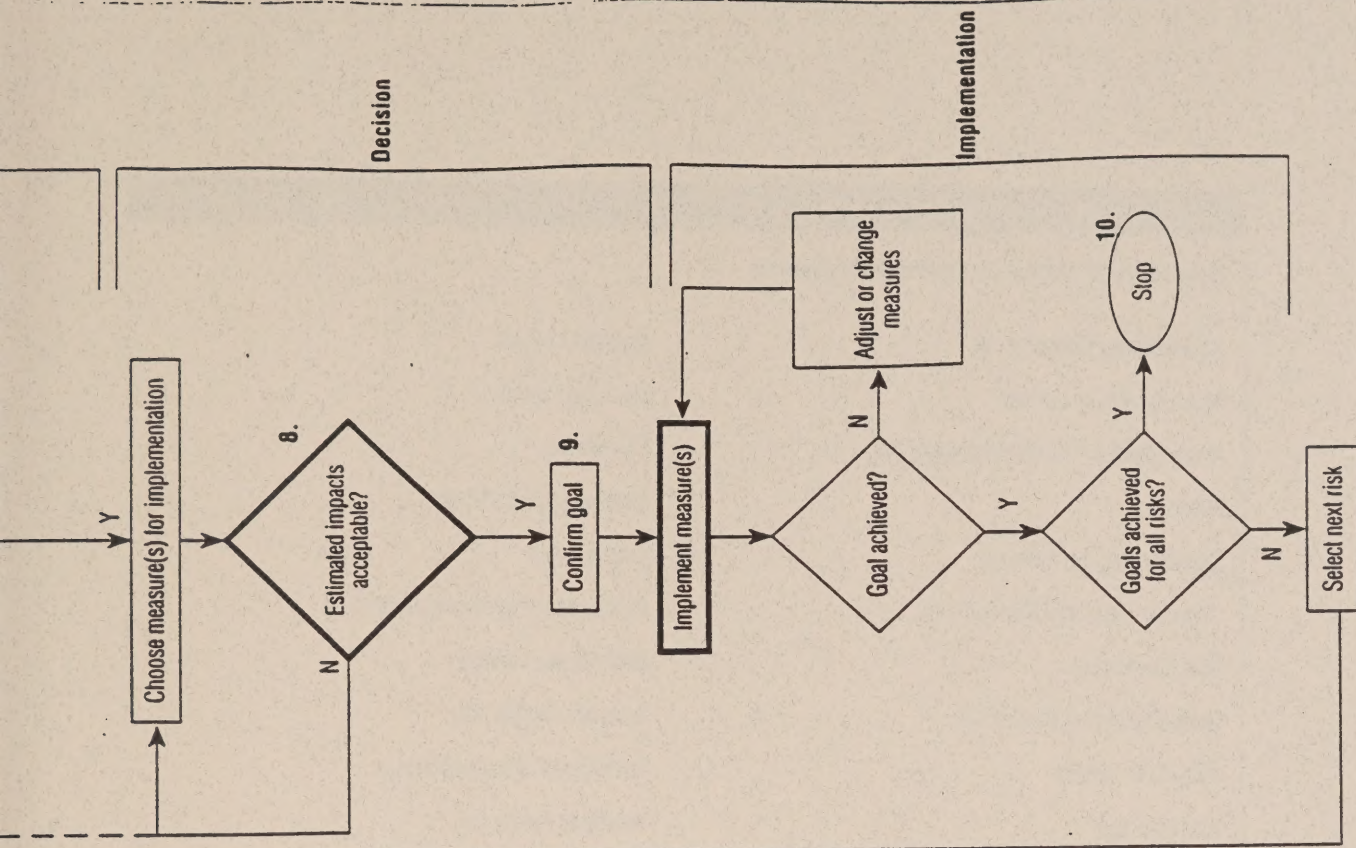 Y
Choose measure(s) for implementation
8.
Estimated impacts
acceptable?
N
Y
Confirm goal
9.
Decision
Implement measure(s)
Goal achieved?
N
Adjust or change
measures
Y
Goals achieved
for all risks?
Y
10.
Stop
N
Select next risk
Implementation